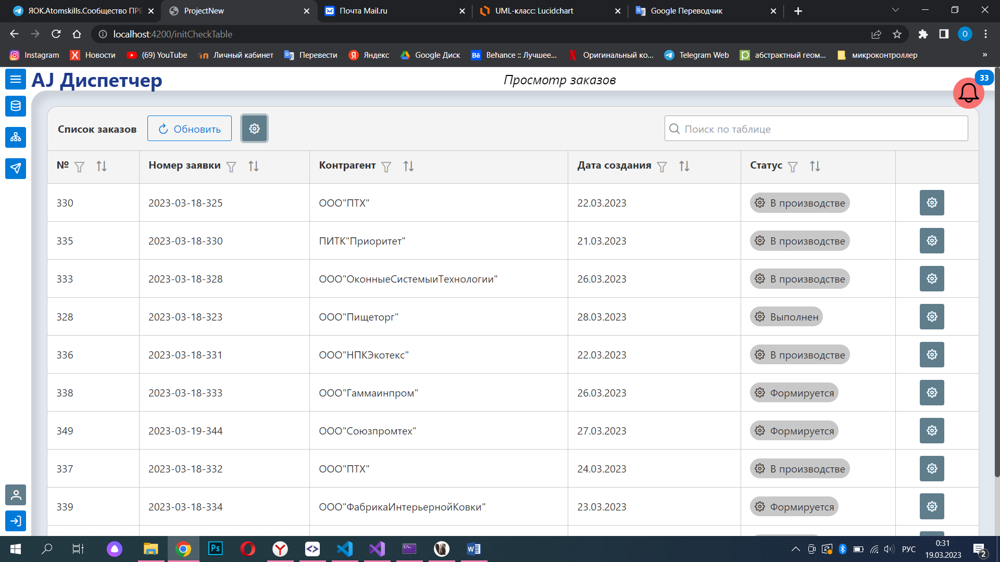 ЯОК.Atomskills.Сообщество ПРБ
ProjectNew
Почта Mail.ru
UML-класс: Lucidchart
Google Переводчик
localhost:4200/initCheckTable
O
Instagram
Новости
(69) YouTube
Личный кабинет
Перевести
Яндекс
Google Диск
Behance :: Лучшее...
Оригинальный ко...
Telegram Web
абстрактный геом...
микроконтроллер
»
AJ Диспетчер
Просмотр заказов
33
Список заказов
Обновить
Поиск по таблице
№ Номер заявки Контрагент Дата создания Статус
330 2023-03-18-325 ООО"ПТХ" 22.03.2023 В производстве
335 2023-03-18-330 ПИТК"Приоритет" 21.03.2023 В производстве
333 2023-03-18-328 ООО"ОконныеСистемыиТехнологии" 26.03.2023 В производстве
328 2023-03-18-323 ООО"Пищеторг" 28.03.2023 Выполнен
336 2023-03-18-331 ООО"НПКЭкотекс" 22.03.2023 В производстве
338 2023-03-18-333 ООО"Гаммаинпром" 26.03.2023 Формируется
349 2023-03-19-344 ООО"Союзпромтех" 27.03.2023 Формируется
337 2023-03-18-332 ООО"ПТХ" 24.03.2023 В производстве
339 2023-03-18-334 ООО"ФабрикаИнтерьернойКовки" 23.03.2023 Формируется
Ps
РУС
0:31
19.03.2023
2